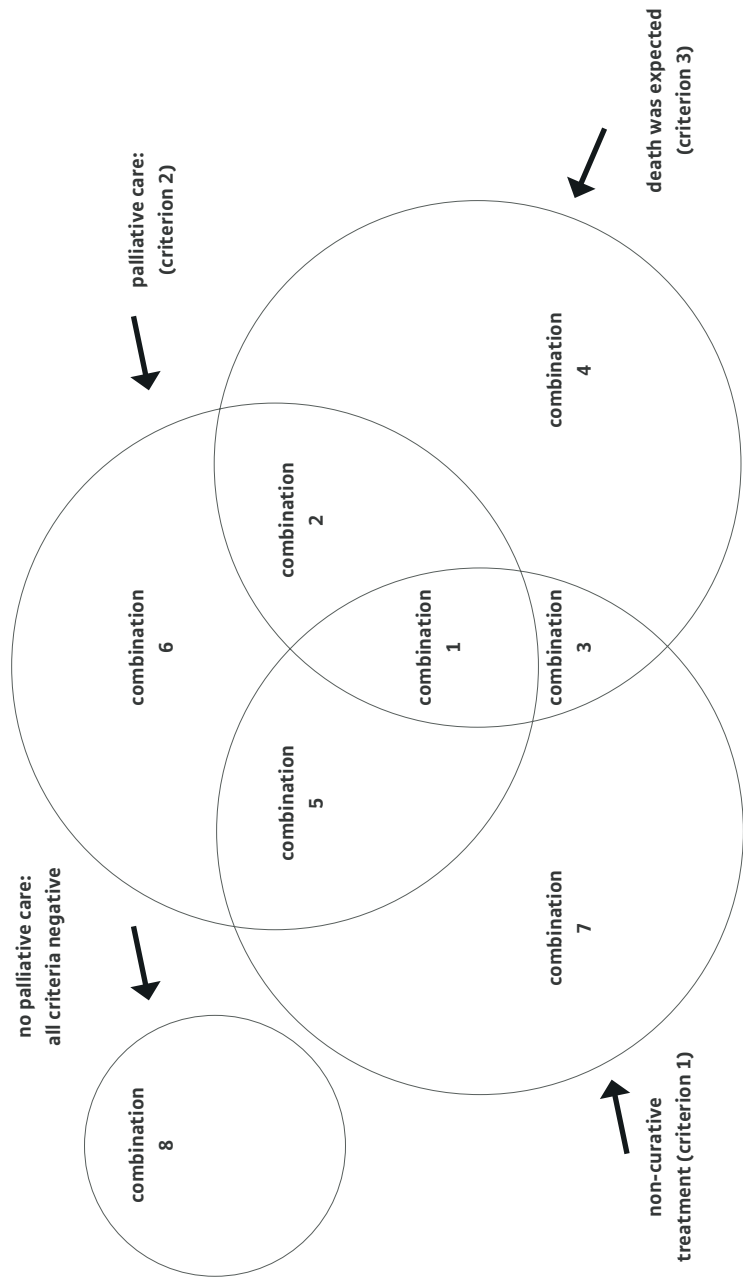 no palliative care:
all criteria negative
palliative care:
(criterion 2)
combination
8
combination
6
combination
5
combination
2
combination
1
combination
7
combination
3
combination
4
non-curative
treatment (criterion 1)
death was expected
(criterion 3)